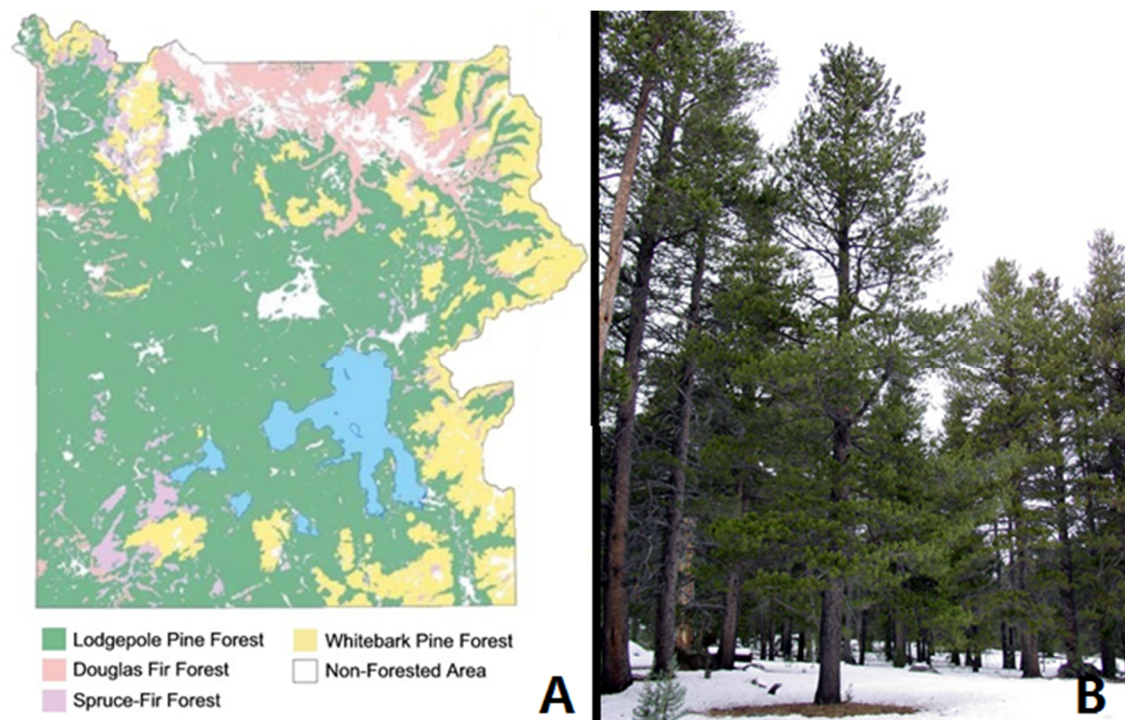 Lodgepole Pine Forest
Whitebark Pine Forest
Douglas Fir Forest
Non-Forested Area
Spruce-Fir Forest
A
B